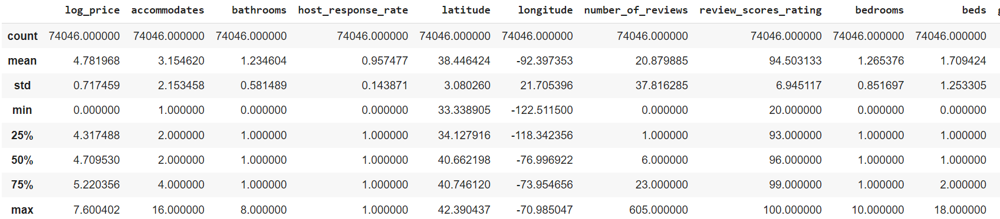 log_price accommodates bathrooms host_response_rate latitude longitude number_of_reviews review_scores_rating bedrooms beds
count 74046.000000 74046.000000 74046.000000 74046.000000 74046.000000 74046.000000 74046.000000 74046.000000 74046.000000 74046.000000
mean 4.781968 3.154620 1.234604 0.957477 38.446424 -92.397353 20.879885 94.503133 1.265376 1.709424
std 0.717459 2.153458 0.581489 0.143871 3.080260 21.705396 37.816285 6.945117 0.851697 1.253305
min 0.000000 1.000000 0.000000 0.000000 33.338905 -122.511500 0.000000 20.000000 0.000000 0.000000
25% 4.317488 2.000000 1.000000 1.000000 34.127916 -118.342356 1.000000 93.000000 1.000000 1.000000
50% 4.709530 2.000000 1.000000 1.000000 40.662198 -76.996922 6.000000 96.000000 1.000000 1.000000
75% 5.220356 4.000000 1.000000 1.000000 40.746120 -73.954656 23.000000 99.000000 1.000000 2.000000
max 7.600402 16.000000 8.000000 1.000000 42.390437 -70.985047 605.000000 100.000000 10.000000 18.000000